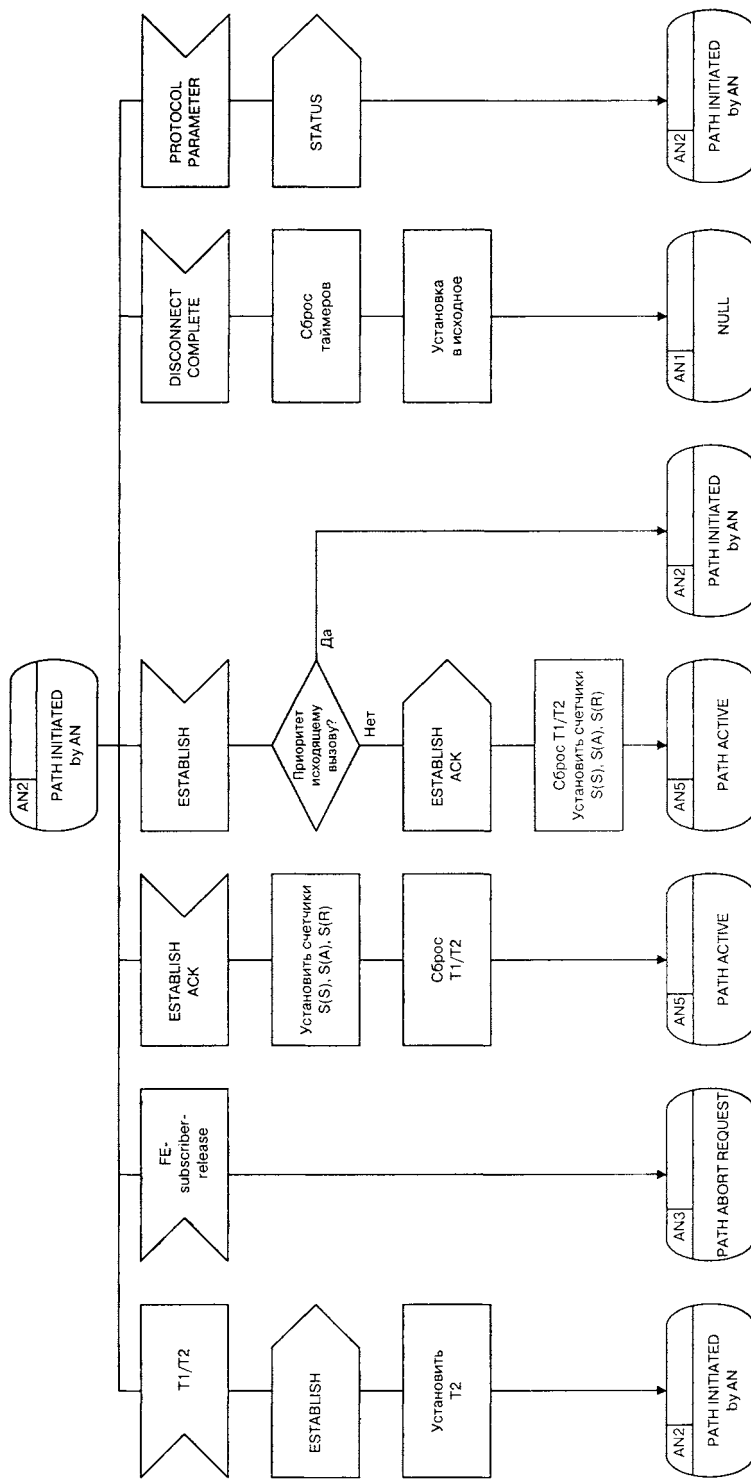 AN2
PATH INITIATED
by AN
T1/T2
ESTABLISH
Установить
T2
AN2
PATH INITIATED
by AN
FE-
subscriber-
release
AN3
PATH ABORT REQUEST
ESTABLISH
ACK
Установить счетчики
S(S), S(A), S(R)
Сброс
T1/T2
AN5
PATH ACTIVE
ESTABLISH
Приоритет
исходящему
вызову?
Да
Нет
ESTABLISH
ACK
Сброс T1/T2
Установить счетчики
S(S), S(A), S(R)
AN5
PATH ACTIVE
AN2
PATH INITIATED
by AN
DISCONNECT
COMPLETE
Сброс
таймеров
Установка
в исходное
AN1
NULL
PROTOCOL
PARAMETER
STATUS
AN2
PATH INITIATED
by AN